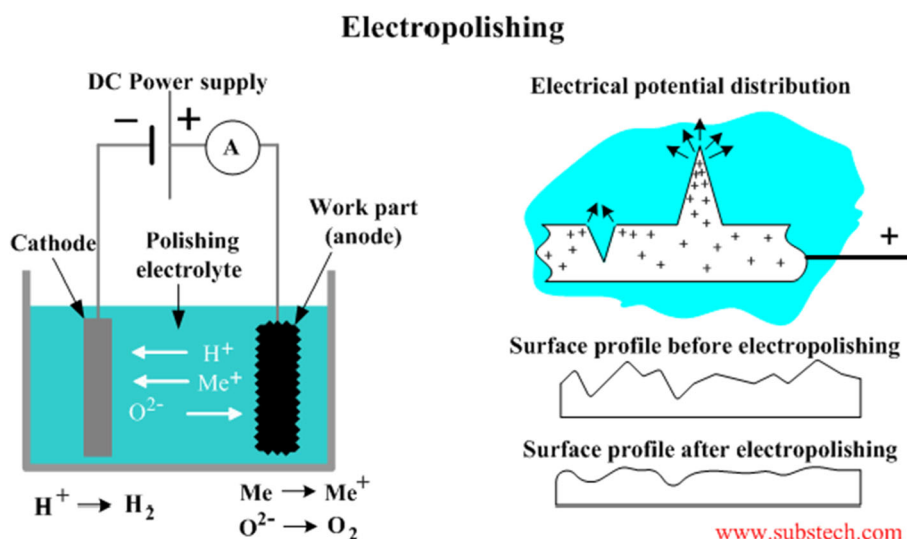 Electropolishing
DC Power supply
− +
A
Work part
(anode)
Cathode
Polishing
electrolyte
H⁺
Me⁺
O²⁻
H⁺ → H₂
Me → Me⁺
O²⁻ → O₂
Electrical potential distribution
+
Surface profile before electropolishing
Surface profile after electropolishing
www.substech.com